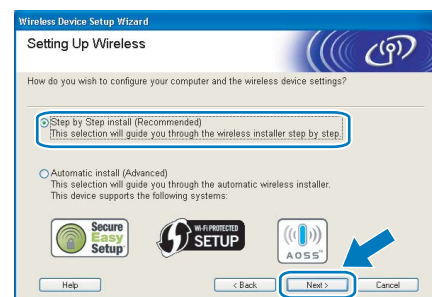 Wireless Device Setup Wizard
Setting Up Wireless
How do you wish to configure your computer and the wireless device settings?
Step by Step install (Recommended)
This selection will guide you through the wireless installer step by step.
Automatic install (Advanced)
This selection will guide you through the automatic wireless installer.
This device supports the following systems:
Secure
Easy
Setup™
Wi-Fi PROTECTED
SETUP
AOSS™
Help
< Back
Next >
Cancel